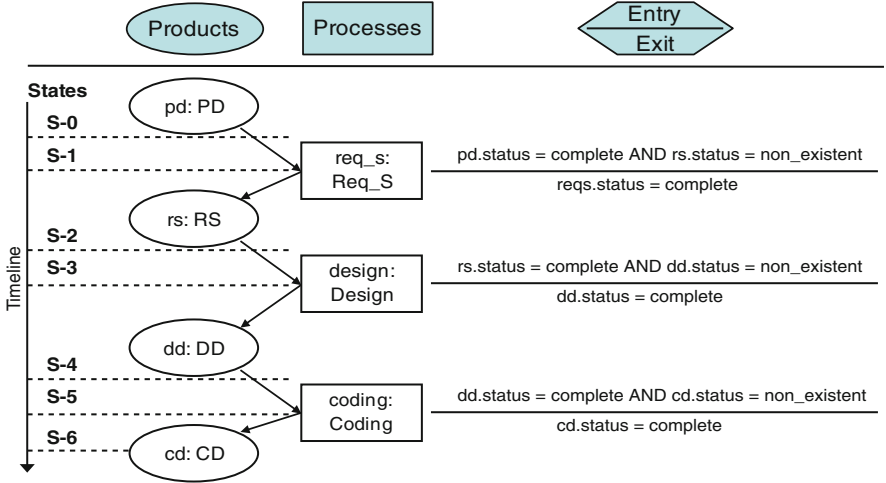 Products
Processes
Entry
Exit
States
pd: PD
S-0
S-1
req_s:
Req_S
pd.status = complete AND rs.status = non_existent
reqs.status = complete
rs: RS
S-2
S-3
design:
Design
rs.status = complete AND dd.status = non_existent
dd.status = complete
Timeline
dd: DD
S-4
S-5
coding:
Coding
dd.status = complete AND cd.status = non_existent
cd.status = complete
S-6
cd: CD